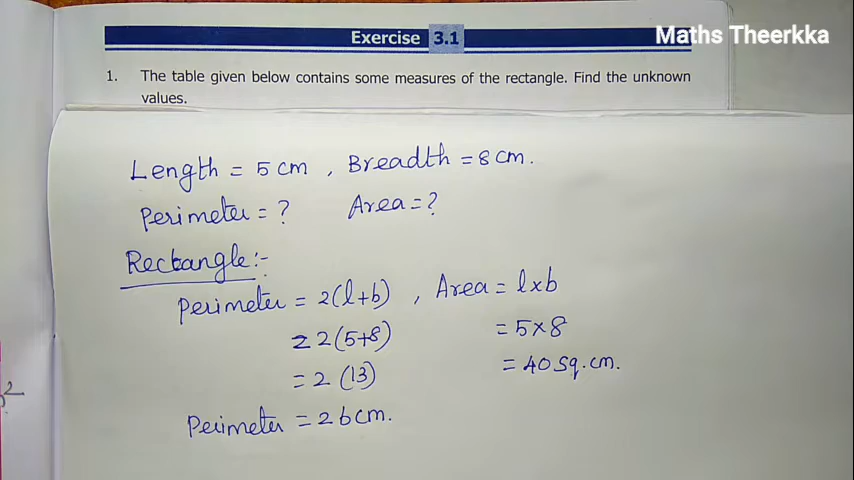 Exercise 3.1
Maths Theerkka
1. The table given below contains some measures of the rectangle. Find the unknown
values.
Length = 5 cm , Breadth = 8 cm.
Perimeter = ? Area = ?
Rectangle:-
Perimeter = 2(l+b) , Area = l×b
= 2(5+8) = 5×8
= 2 (13) = 40 Sq.cm.
Perimeter = 26cm.
2